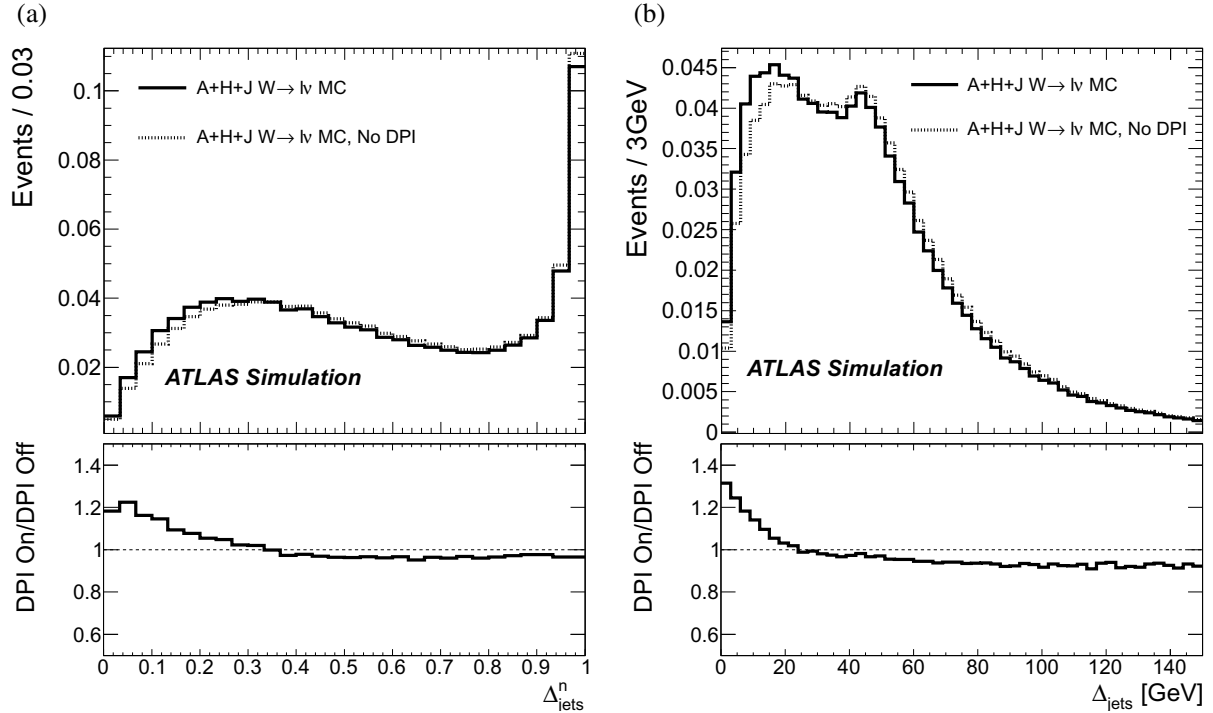 (a)
Events / 0.03
0.1
0.08
0.06
0.04
0.02
A+H+J W→ lν MC
A+H+J W→ lν MC, No DPI
ATLAS Simulation
DPI On/DPI Off
1.4
1.2
1
0.8
0.6
0 0.1 0.2 0.3 0.4 0.5 0.6 0.7 0.8 0.9 1
Δⁿjets
(b)
Events / 3GeV
0.045
0.04
0.035
0.03
0.025
0.02
0.015
0.01
0.005
0
A+H+J W→ lν MC
A+H+J W→ lν MC, No DPI
ATLAS Simulation
DPI On/DPI Off
1.4
1.2
1
0.8
0.6
0 20 40 60 80 100 120 140
Δjets [GeV]